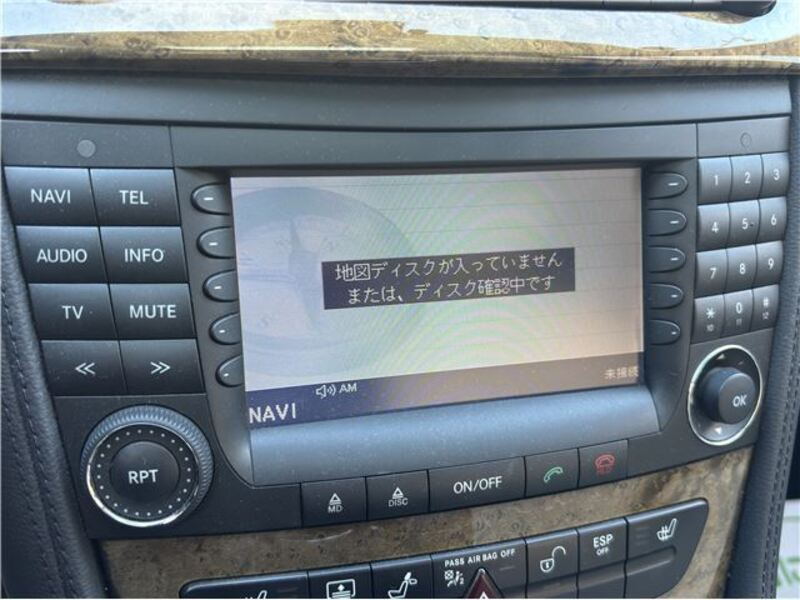 NAVI TEL
AUDIO INFO
TV MUTE
RPT
地図ディスクが入っていません
または、ディスク確認中です
AM
未接続
NAVI
1 2 3
4 5 6
7 8 9
* 0 #
10 11 12
OK
MD
DISC
ON/OFF
PASS AIR BAG OFF
ESP
OFF